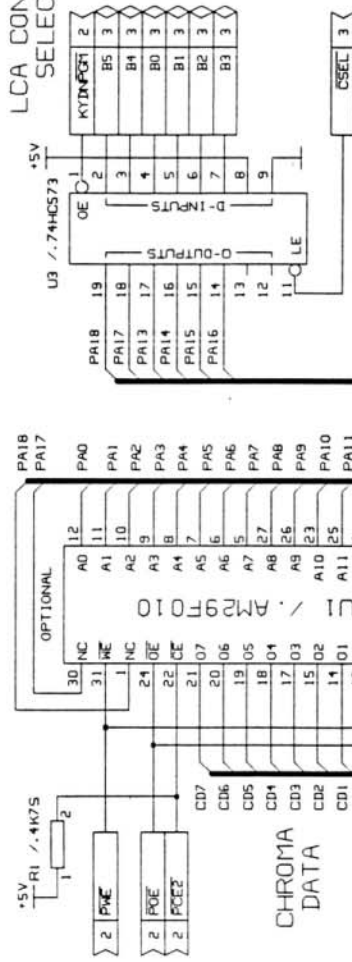 LCA CON
SELEC
+5V
U3 /.74HC573
KYDNPGM 2
B5 3
B4 3
B0 3
B1 3
B2 3
B3 3
CSEL 3
OE
D-INPUTS
Q-OUTPUTS
LE
1
2
3
4
5
6
7
8
9
PA18 19
PA17 18
PA13 17
PA14 16
PA15 15
PA16 14
13
12
11
+5V
R1 /.4K75
1 2
OPTIONAL
2 PWE
2 POE
2 PCE2
30 NC
31 WE
1 NC
24 OE
22 CE
CD7 21 O7
CD6 20 O6
CD5 19 O5
CD4 18 O4
CD3 17 O3
CD2 15 O2
CD1 14 O1
CHROMA
DATA
U1 /.AM29F010
PA18
PA17
A0 12 PA0
A1 11 PA1
A2 10 PA2
A3 9 PA3
A4 8 PA4
A5 7 PA5
A6 6 PA6
A7 5 PA7
A8 27 PA8
A9 26 PA9
A10 23 PA10
A11 25 PA11